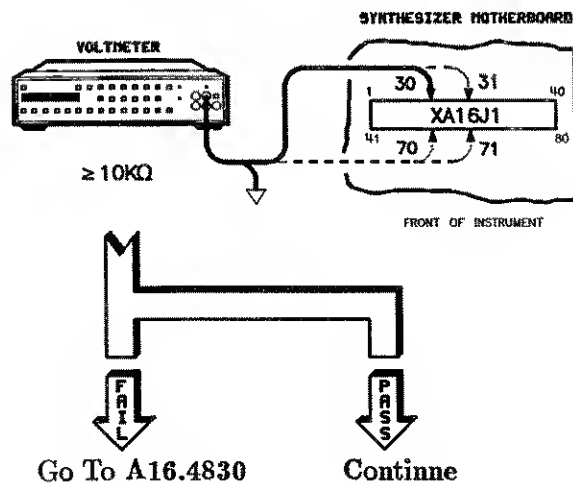 SYNTHESIZER MOTHERBOARD
VOLTMETER
30
31
1
40
XA16J1
41
80
70
71
≥ 10KΩ
FRONT OF INSTRUMENT
FAIL
PASS
Go To A16.4830
Continne